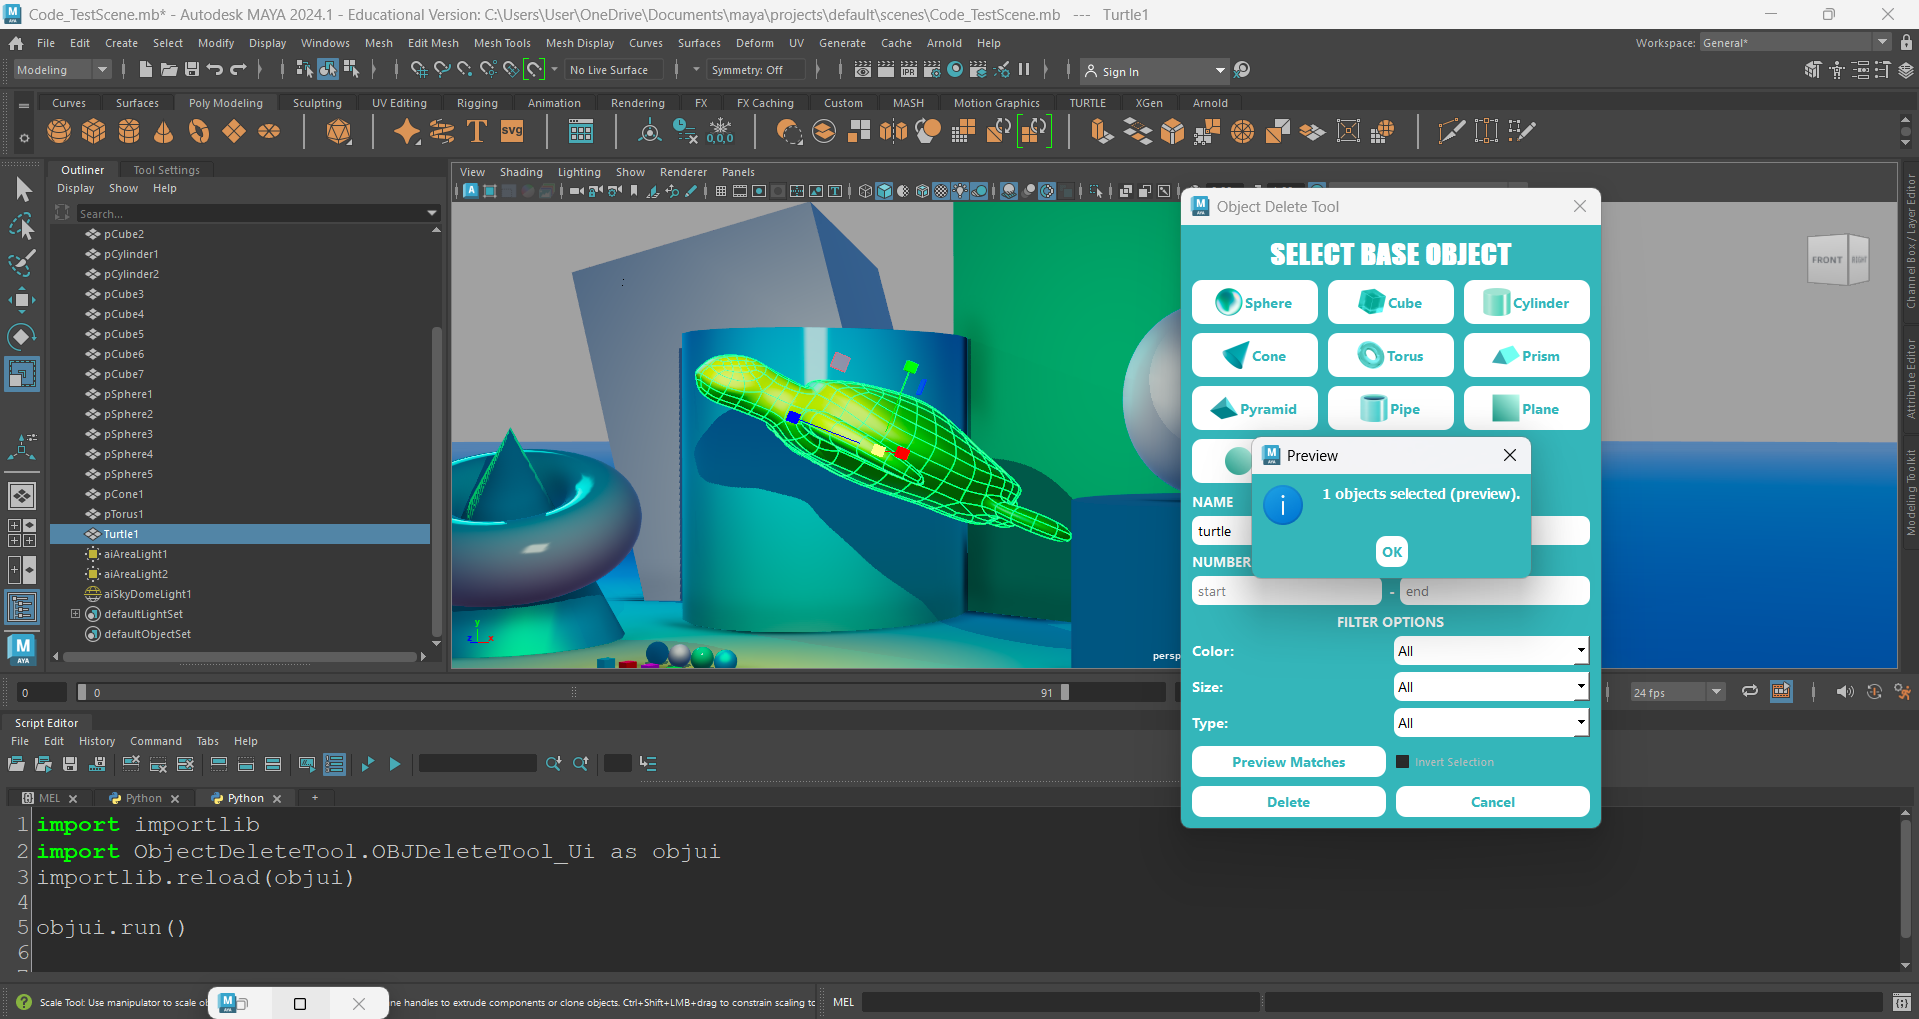 Code_TestScene.mb* - Autodesk MAYA 2024.1 - Educational Version: C:\Users\User\OneDrive\Documents\maya\projects\default\scenes\Code_TestScene.mb --- Turtle1
File Edit Create Select Modify Display Windows Mesh Edit Mesh Mesh Tools Mesh Display Curves Surfaces Deform UV Generate Cache Arnold Help
Workspace: General*
Modeling
No Live Surface
Symmetry: Off
Sign In
Curves Surfaces Poly Modeling Sculpting UV Editing Rigging Animation Rendering FX FX Caching Custom MASH Motion Graphics TURTLE XGen Arnold
Outliner Tool Settings
Display Show Help
Search...
pCube2
pCylinder1
pCylinder2
pCube3
pCube4
pCube5
pCube6
pCube7
pSphere1
pSphere2
pSphere3
pSphere4
pSphere5
pCone1
pTorus1
Turtle1
aiAreaLight1
aiAreaLight2
aiSkyDomeLight1
defaultLightSet
defaultObjectSet
View Shading Lighting Show Renderer Panels
FRONT RIGHT
persp
Channel Box / Layer Editor
Attribute Editor
Modeling Toolkit
Object Delete Tool
SELECT BASE OBJECT
Sphere Cube Cylinder
Cone Torus Prism
Pyramid Pipe Plane
NAME
turtle
NUMBER
start - end
FILTER OPTIONS
Color: All
Size: All
Type: All
Preview Matches
Invert Selection
Delete Cancel
Preview
1 objects selected (preview).
OK
0
0
91
24 fps
Script Editor
File Edit History Command Tabs Help
MEL Python Python +
1 import importlib
2 import ObjectDeleteTool.OBJDeleteTool_Ui as objui
3 importlib.reload(objui)
4
5 objui.run()
6
Scale Tool: Use manipulator to scale
handles to extrude components or clone objects. Ctrl+Shift+LMB+drag to constrain scaling
MEL